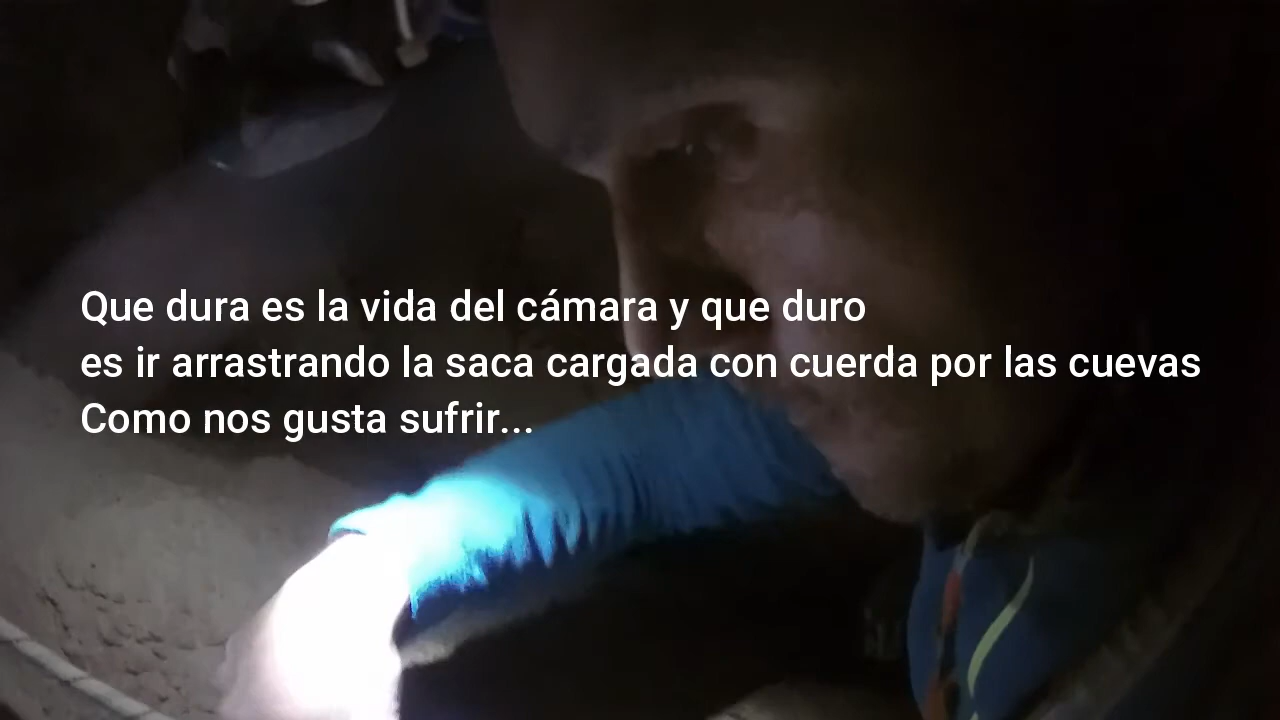 Que dura es la vida del cámara y que duro
es ir arrastrando la saca cargada con cuerda por las cuevas
Como nos gusta sufrir...